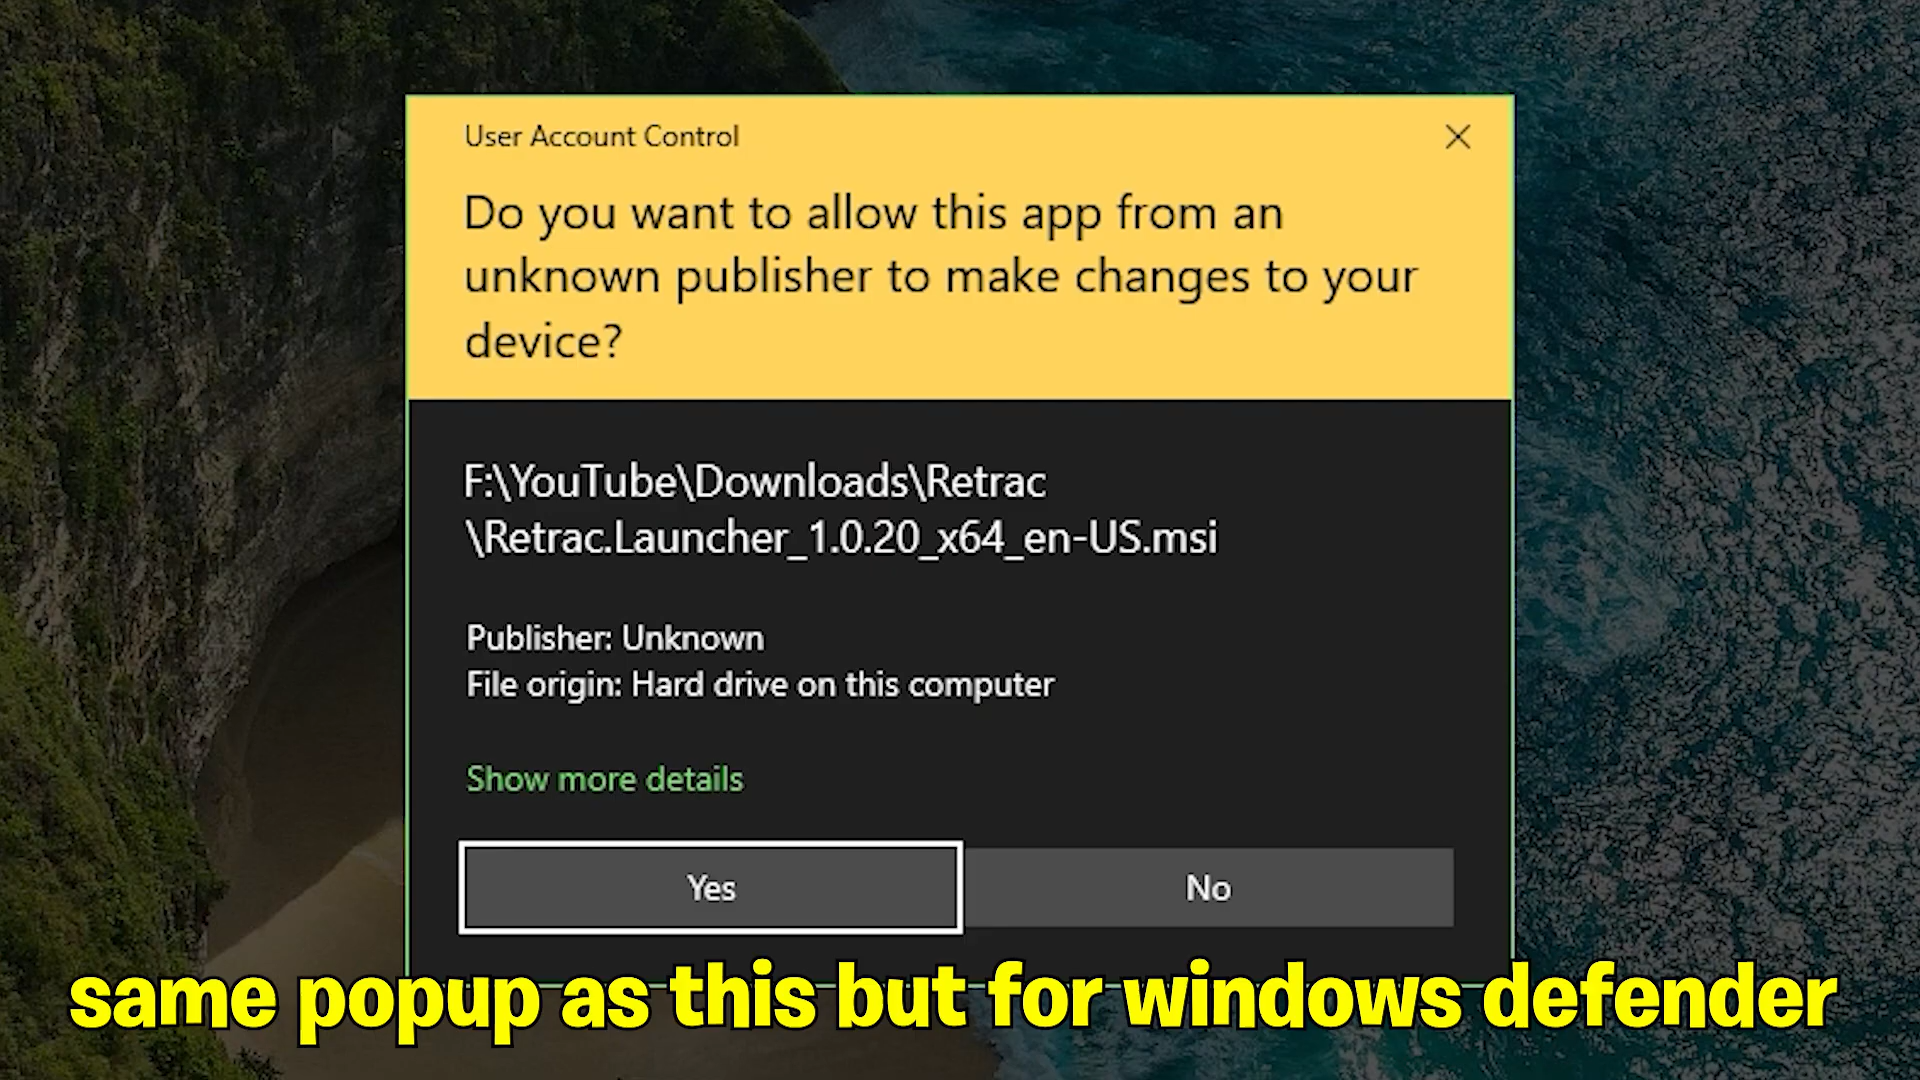 User Account Control
Do you want to allow this app from an
unknown publisher to make changes to your
device?
F:\YouTube\Downloads\Retrac
\Retrac.Launcher_1.0.20_x64_en-US.msi
Publisher: Unknown
File origin: Hard drive on this computer
Show more details
Yes
No
same popup as this but for windows defender